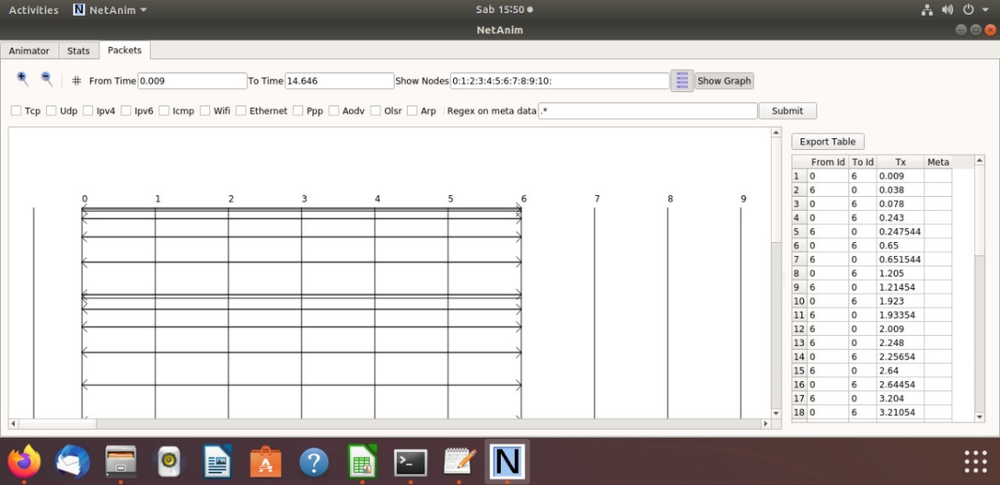 Activities N NetAnim Sab 15:50
NetAnim
Animator Stats Packets
# From Time 0.009 To Time 14.646 Show Nodes 0:1:2:3:4:5:6:7:8:9:10: Show Graph
Tcp Udp Ipv4 Ipv6 Icmp Wifi Ethernet Ppp Aodv Olsr Arp Regex on meta data .* Submit
0 1 2 3 4 5 6 7 8 9
Export Table
From Id To Id Tx Meta
1 0 6 0.009
2 6 0 0.038
3 0 6 0.078
4 0 6 0.243
5 6 0 0.247544
6 0 6 0.65
7 6 0 0.651544
8 0 6 1.205
9 6 0 1.21454
10 0 6 1.923
11 6 0 1.93354
12 6 0 2.009
13 6 0 2.248
14 0 6 2.25654
15 6 0 2.64
16 0 6 2.64454
17 6 0 3.204
18 0 6 3.21054
N